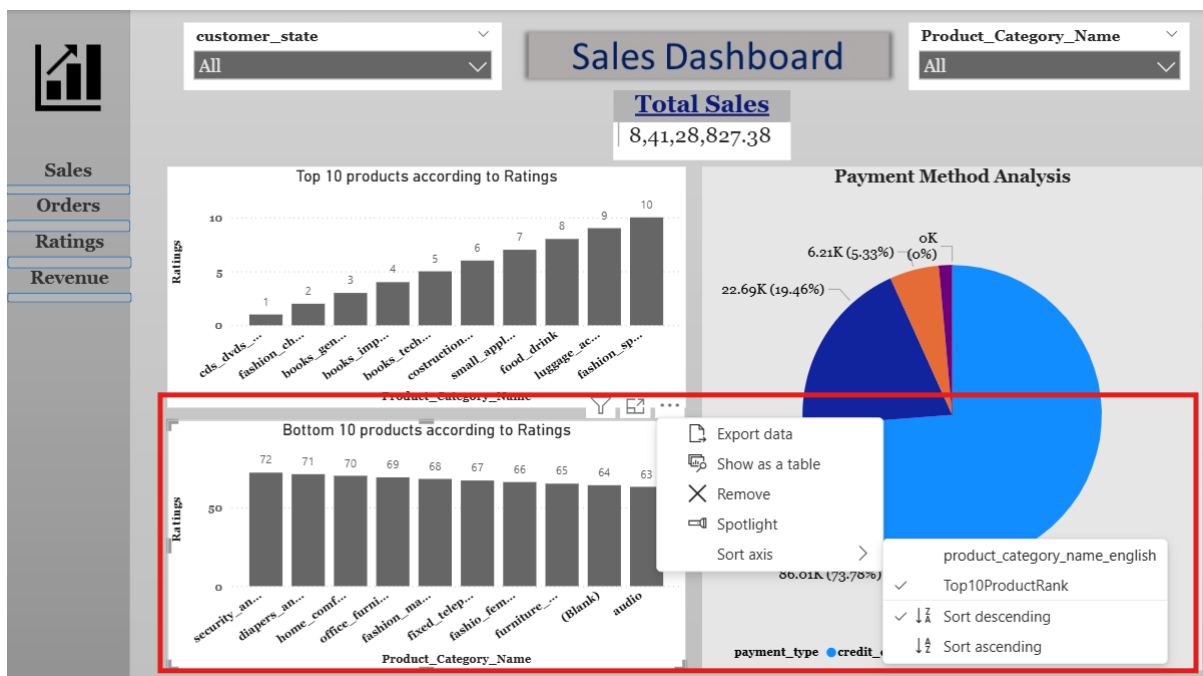 customer_state
All
Sales Dashboard
Product_Category_Name
All
Total Sales
8,41,28,827.38
Sales
Orders
Ratings
Revenue
Top 10 products according to Ratings
Ratings
10
5
0
1
2
3
4
5
6
7
8
9
10
cds_dvds_...
fashion_ch...
books_gen...
books_imp...
books_tech...
costruction...
small_appl...
food_drink
luggage_ac...
fashion_sp...
Product_Category_Name
Payment Method Analysis
0K
(0%)
6.21K (5.33%)
22.69K (19.46%)
86.01K (73.78%)
payment_type
Bottom 10 products according to Ratings
Ratings
50
0
72
71
70
69
68
67
66
65
64
63
security_an...
diapers_an...
home_comf...
office_furni...
fashion_ma...
fixed_telep...
fashio_fem...
furniture_...
(Blank)
audio
Product_Category_Name
Export data
Show as a table
Remove
Spotlight
Sort axis
product_category_name_english
Top10ProductRank
Sort descending
Sort ascending